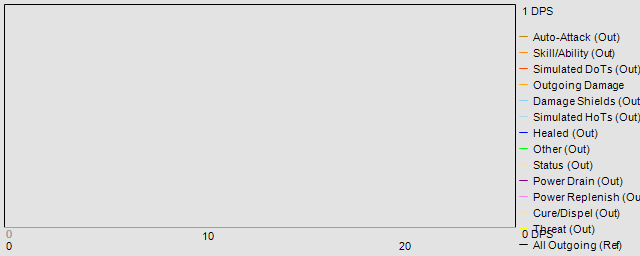 1 DPS
Auto-Attack (Out)
Skill/Ability (Out)
Simulated DoTs (Out)
Outgoing Damage
Damage Shields (Out
Simulated HoTs (Out)
Healed (Out)
Other (Out)
Status (Out)
Power Drain (Out)
Power Replenish (Ou
Cure/Dispel (Out)
Threat (Out)
0 DPS
All Outgoing (Ref)
0
0
10
20